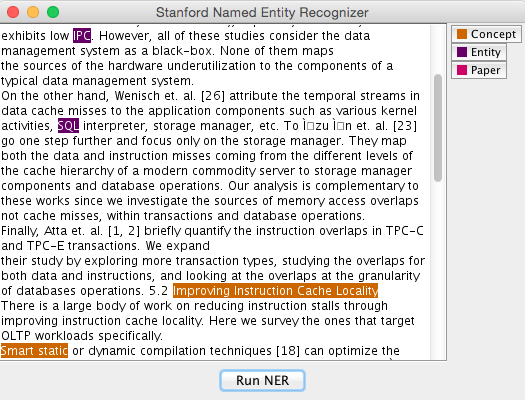 Stanford Named Entity Recognizer
exhibits low IPC. However, all of these studies consider the data
management system as a black-box. None of them maps
the sources of the hardware underutilization to the components of a
typical data management system.
On the other hand, Wenisch et. al. [26] attribute the temporal streams in
data cache misses to the application components such as various kernel
activities, SQL interpreter, storage manager, etc. To Ì□zu Ì□n et. al. [23]
go one step further and focus only on the storage manager. They map
both the data and instruction misses coming from the different levels of
the cache hierarchy of a modern commodity server to storage manager
components and database operations. Our analysis is complementary to
these works since we investigate the sources of memory access overlaps
not cache misses, within transactions and database operations.
Finally, Atta et. al. [1, 2] briefly quantify the instruction overlaps in TPC-C
and TPC-E transactions. We expand
their study by exploring more transaction types, studying the overlaps for
both data and instructions, and looking at the overlaps at the granularity
of databases operations. 5.2 Improving Instruction Cache Locality
There is a large body of work on reducing instruction stalls through
improving instruction cache locality. Here we survey the ones that target
OLTP workloads specifically.
Smart static or dynamic compilation techniques [18] can optimize the
Concept
Entity
Paper
Run NER